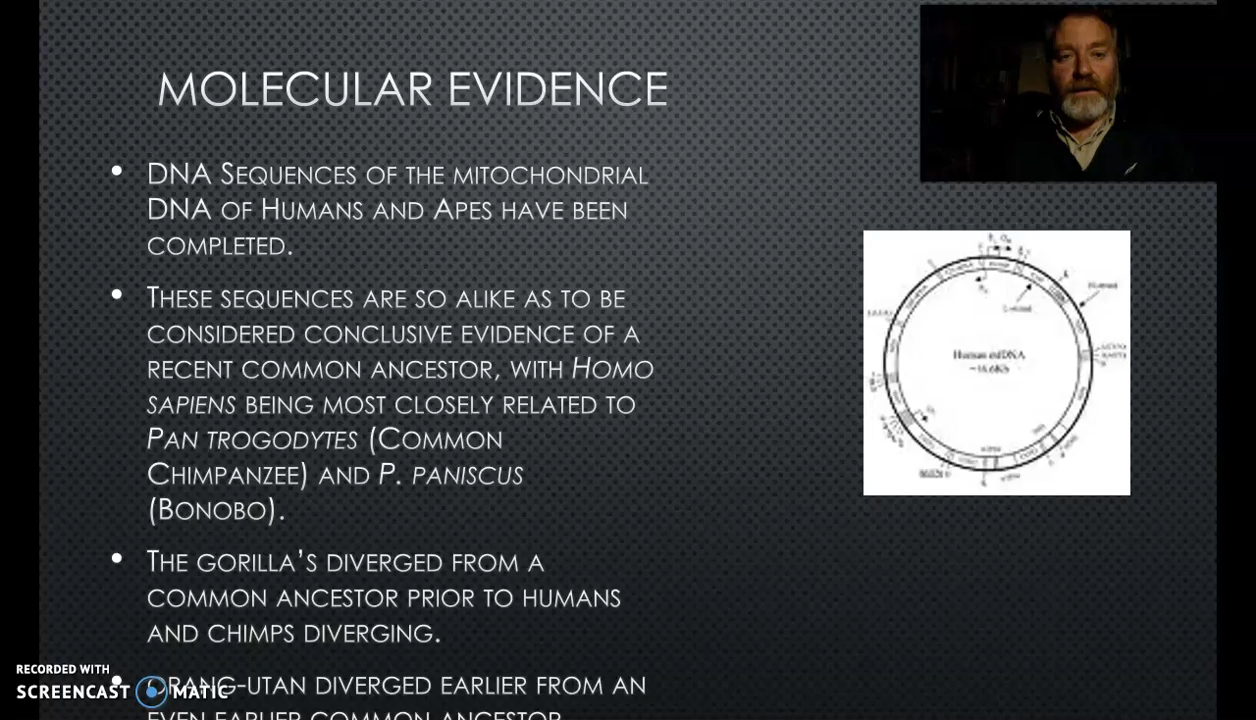 MOLECULAR EVIDENCE
• DNA SEQUENCES OF THE MITOCHONDRIAL
DNA OF HUMANS AND APES HAVE BEEN
COMPLETED.
• THESE SEQUENCES ARE SO ALIKE AS TO BE
CONSIDERED CONCLUSIVE EVIDENCE OF A
RECENT COMMON ANCESTOR, WITH HOMO
SAPIENS BEING MOST CLOSELY RELATED TO
PAN TROGODYTES (COMMON
CHIMPANZEE) AND P. PANISCUS
(BONOBO).
• THE GORILLA'S DIVERGED FROM A
COMMON ANCESTOR PRIOR TO HUMANS
AND CHIMPS DIVERGING.
• ORANG-UTAN DIVERGED EARLIER FROM AN
EVEN EARLIER COMMON ANCESTOR
Human mtDNA
~16.6Kb
RECORDED WITH
SCREENCAST MATIC